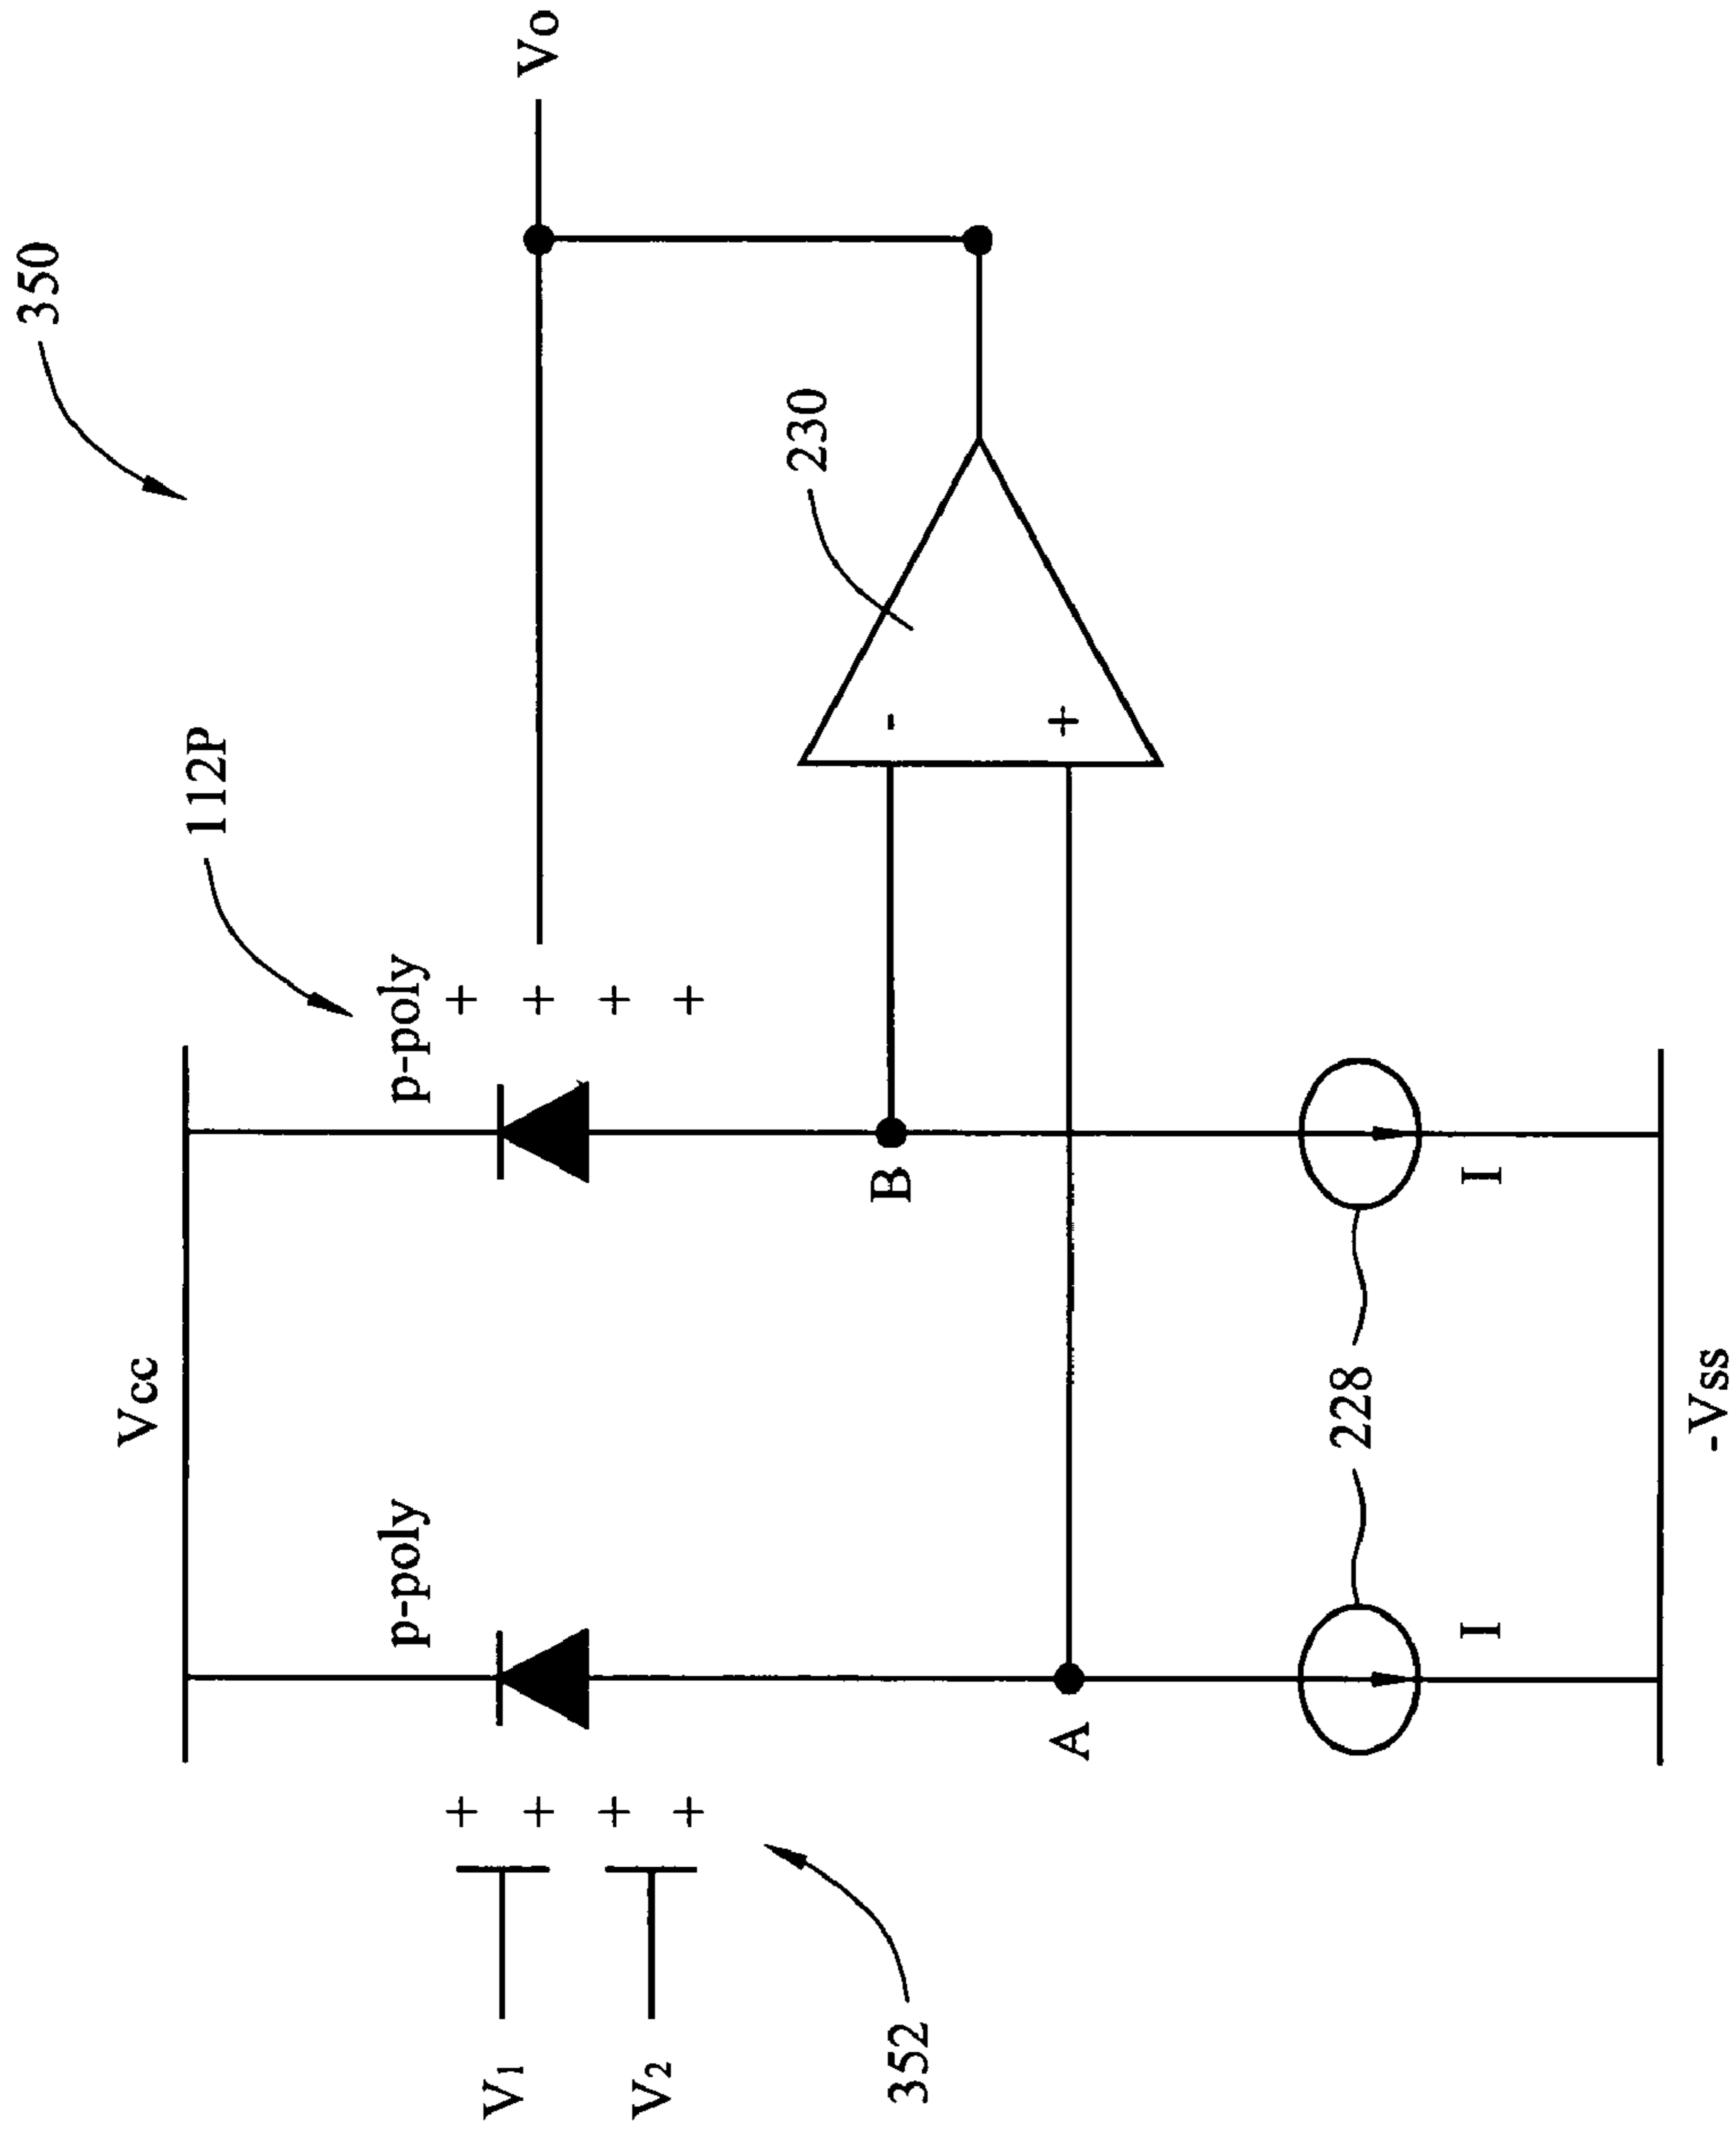 350
Vcc
112P
p-poly
p-poly
+
+
+
+
+
+
+
+
V1
V2
Vo
352
230
-
+
B
A
228
I
I
-Vss